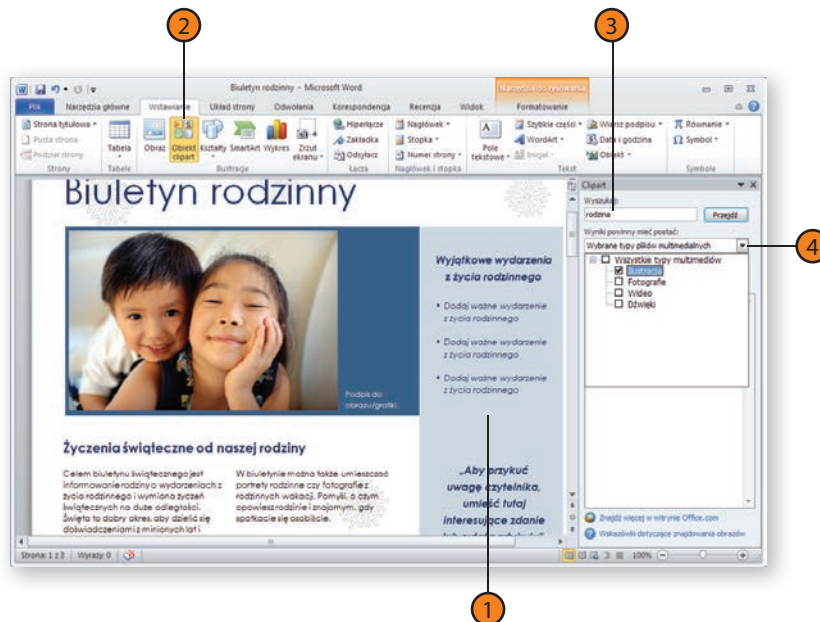 2
3
Biuletyn rodzinny - Microsoft Word
Narzędzia do rysowania
Plik Narzędzia główne Wstawianie Układ strony Odwołania Korespondencja Recenzja Widok Formatowanie
Strona tytułowa
Pusta strona
Podział strony
Strony
Tabela
Tabele
Obraz
Obiekt clipart
Kształty
SmartArt
Wykres
Zrzut ekranu
Ilustracje
Hiperłącze
Zakładka
Odsyłacz
Łącza
Nagłówek
Stopka
Numer strony
Nagłówek i stopka
Pole tekstowe
Szybkie części
WordArt
Inicjał
Wiersz podpisu
Data i godzina
Obiekt
Tekst
Równanie
Symbol
Symbole
Biuletyn rodzinny
Podpis do
obrazu/grafiki.
Wyjątkowe wydarzenia
z życia rodzinnego
• Dodaj ważne wydarzenie
z życia rodzinnego
• Dodaj ważne wydarzenie
z życia rodzinnego
• Dodaj ważne wydarzenie
z życia rodzinnego
Życzenia świąteczne od naszej rodziny
Celem biuletynu świątecznego jest
informowanie rodziny o wydarzeniach z
życia rodzinnego i wymiana życzeń
świątecznych na duże odległości.
Święta to dobry okres, aby dzielić się
doświadczeniami z minionych lat i
W biuletynie można także umieszczać
portrety rodzinne czy fotografie z
rodzinnych wakacji. Pomyśl, o czym
opowiesz rodzinie i znajomym, gdy
spotkacie się osobiście.
„Aby przykuć
uwagę czytelnika,
umieść tutaj
interesujące zdanie
Clipart
Wyszukaj:
rodzina
Przejdź
Wyniki powinny mieć postać:
Wybrane typy plików multimedialnych
4
Wszystkie typy multimediów
Ilustracje
Fotografie
Wideo
Dźwięki
Znajdź więcej w witrynie Office.com
Wskazówki dotyczące znajdowania obrazów
Strona: 1 z 3 Wyrazy: 0
100%
1